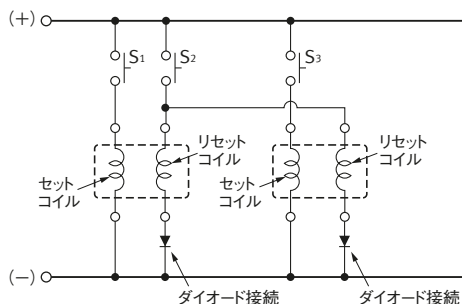 (+)
S1
S2
S3
リセット
コイル
リセット
コイル
セット
コイル
セット
コイル
(−)
ダイオード接続
ダイオード接続